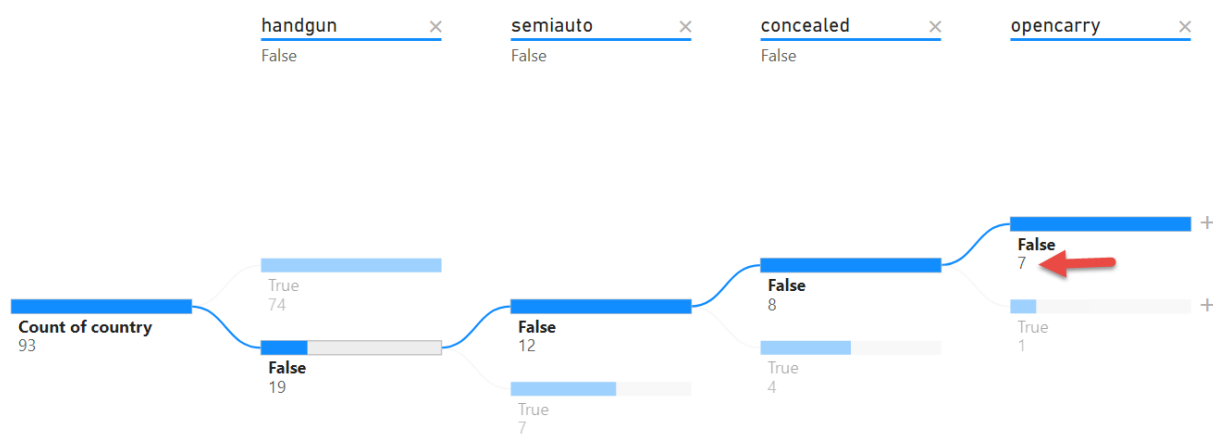 handgun × semiauto × concealed × opencarry ×
False False False
Count of country
93
True
74
False
19
False
12
True
7
False
8
True
4
False
7
True
1
+
+